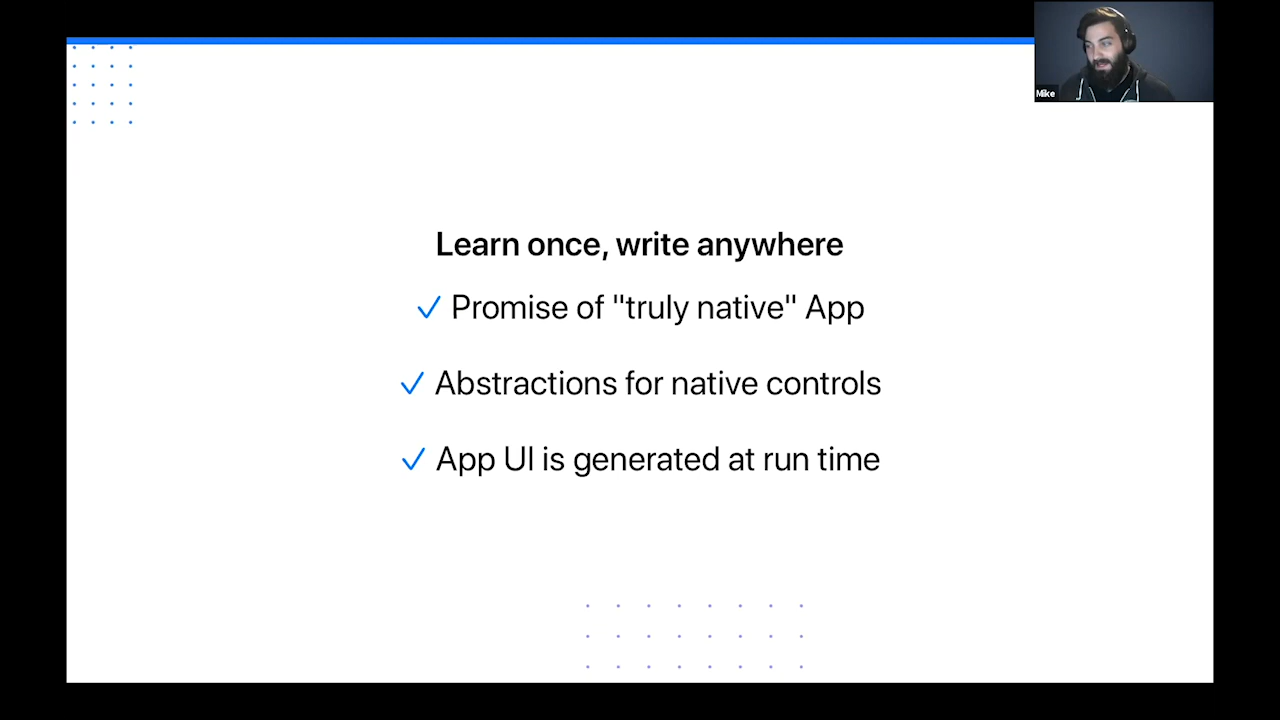 Mike
Learn once, write anywhere
Promise of "truly native" App
Abstractions for native controls
App UI is generated at run time